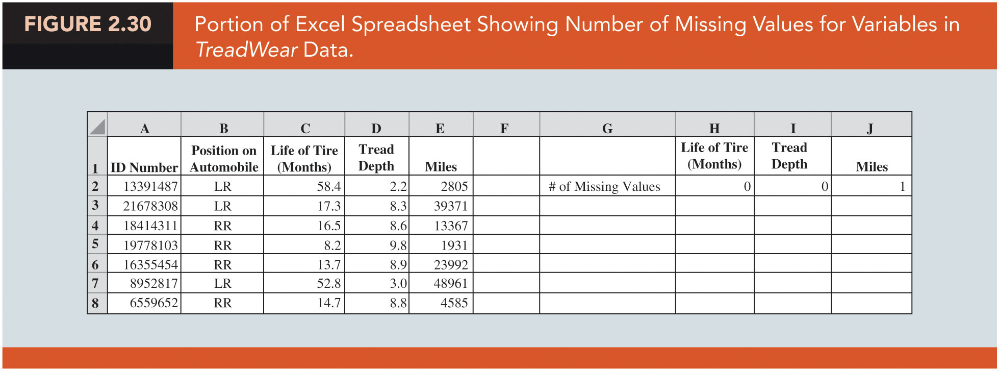 FIGURE 2.30
Portion of Excel Spreadsheet Showing Number of Missing Values for Variables in
TreadWear Data.
A B C D E F G H I J
1 ID Number Position on Automobile Life of Tire (Months) Tread Depth Miles Life of Tire (Months) Tread Depth Miles
2 13391487 LR 58.4 2.2 2805 # of Missing Values 0 0 1
3 21678308 LR 17.3 8.3 39371
4 18414311 RR 16.5 8.6 13367
5 19778103 RR 8.2 9.8 1931
6 16355454 RR 13.7 8.9 23992
7 8952817 LR 52.8 3.0 48961
8 6559652 RR 14.7 8.8 4585